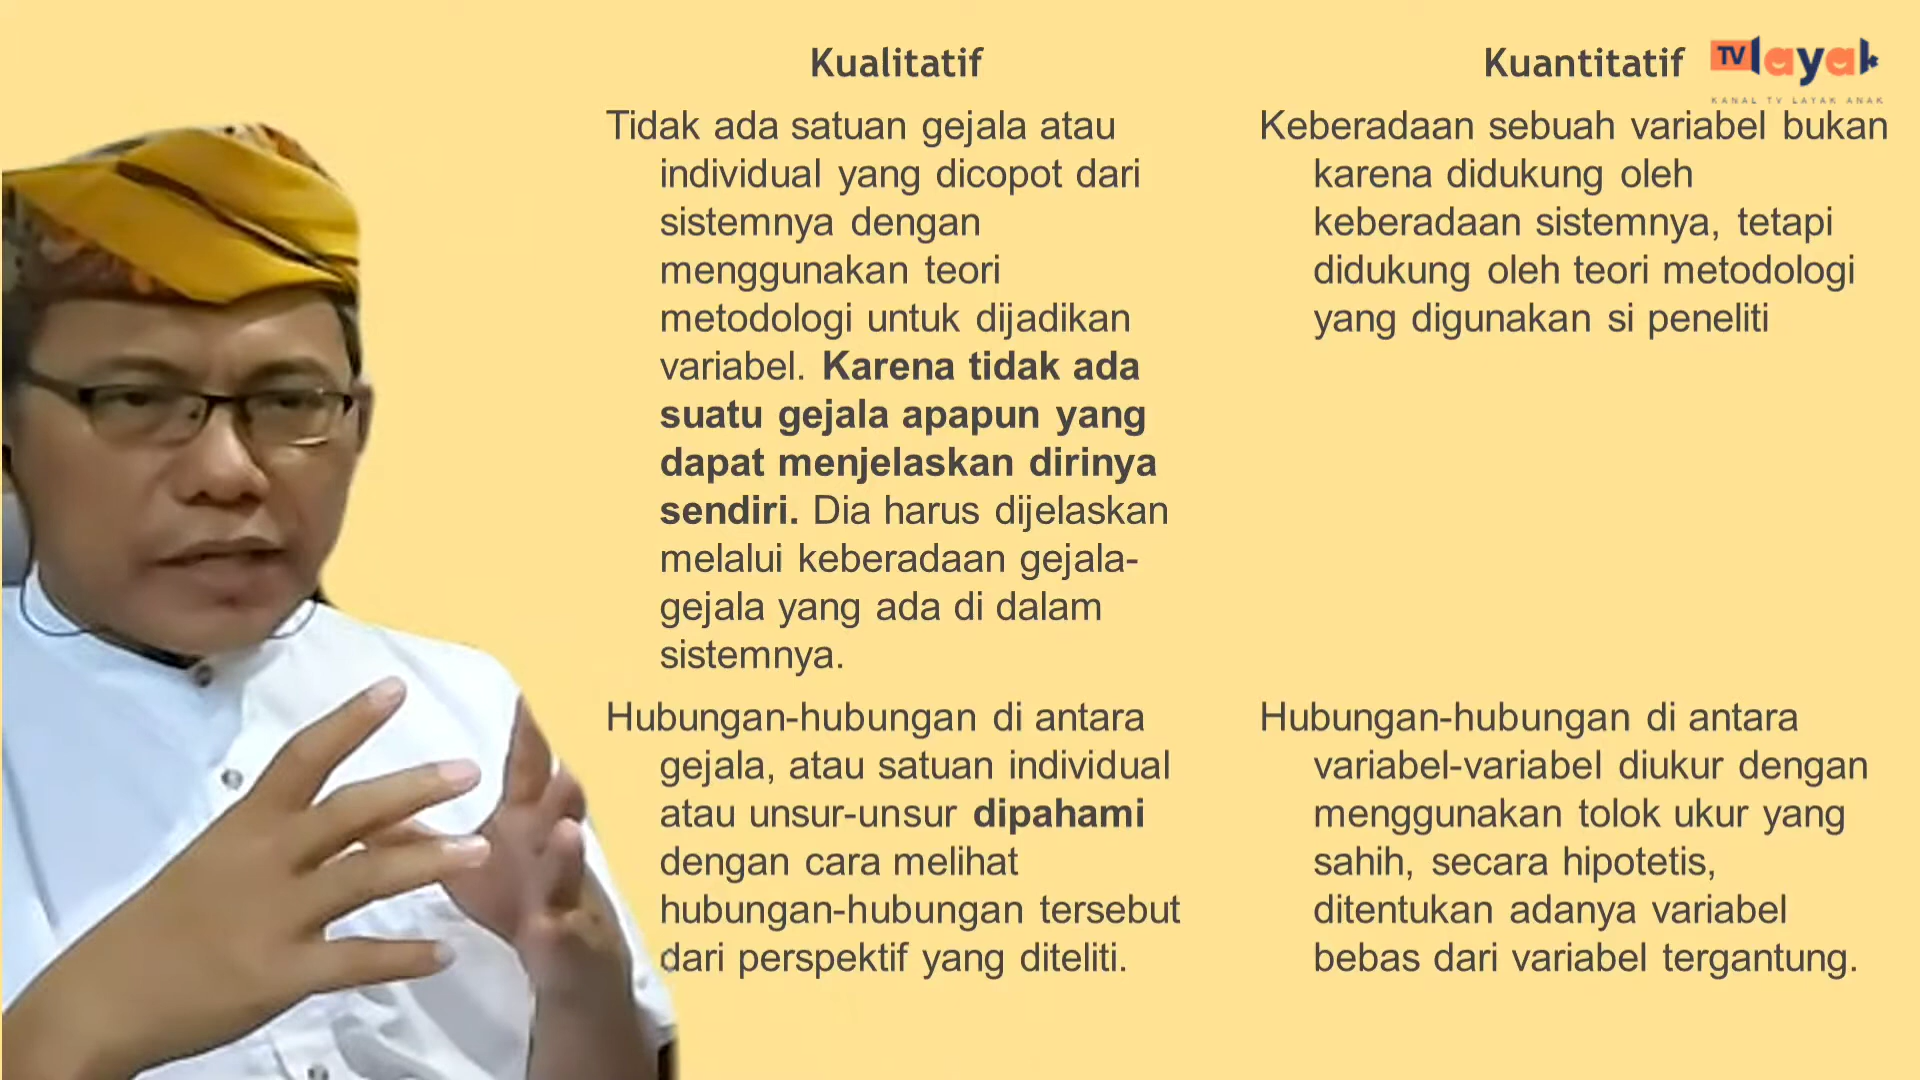 Kualitatif
Tidak ada satuan gejala atau
individual yang dicopot dari
sistemnya dengan
menggunakan teori
metodologi untuk dijadikan
variabel. Karena tidak ada
suatu gejala apapun yang
dapat menjelaskan dirinya
sendiri. Dia harus dijelaskan
melalui keberadaan gejala-
gejala yang ada di dalam
sistemnya.
Hubungan-hubungan di antara
gejala, atau satuan individual
atau unsur-unsur dipahami
dengan cara melihat
hubungan-hubungan tersebut
dari perspektif yang diteliti.
Kuantitatif
TV layak
KANAL TV LAYAK ANAK
Keberadaan sebuah variabel bukan
karena didukung oleh
keberadaan sistemnya, tetapi
didukung oleh teori metodologi
yang digunakan si peneliti
Hubungan-hubungan di antara
variabel-variabel diukur dengan
menggunakan tolok ukur yang
sahih, secara hipotetis,
ditentukan adanya variabel
bebas dari variabel tergantung.